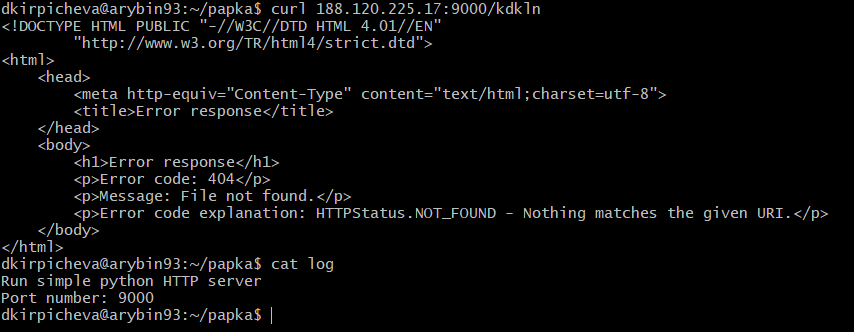 dkirpicheva@arybin93:~/papka$ curl 188.120.225.17:9000/kdkln
<!DOCTYPE HTML PUBLIC "-//W3C//DTD HTML 4.01//EN"
        "http://www.w3.org/TR/html4/strict.dtd">
<html>
    <head>
        <meta http-equiv="Content-Type" content="text/html;charset=utf-8">
        <title>Error response</title>
    </head>
    <body>
        <h1>Error response</h1>
        <p>Error code: 404</p>
        <p>Message: File not found.</p>
        <p>Error code explanation: HTTPStatus.NOT_FOUND - Nothing matches the given URI.</p>
    </body>
</html>
dkirpicheva@arybin93:~/papka$ cat log
Run simple python HTTP server
Port number: 9000
dkirpicheva@arybin93:~/papka$